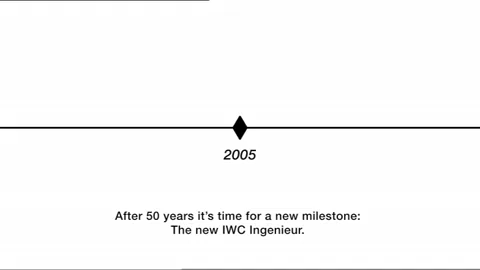 2005
After 50 years it's time for a new milestone:
The new IWC Ingenieur.